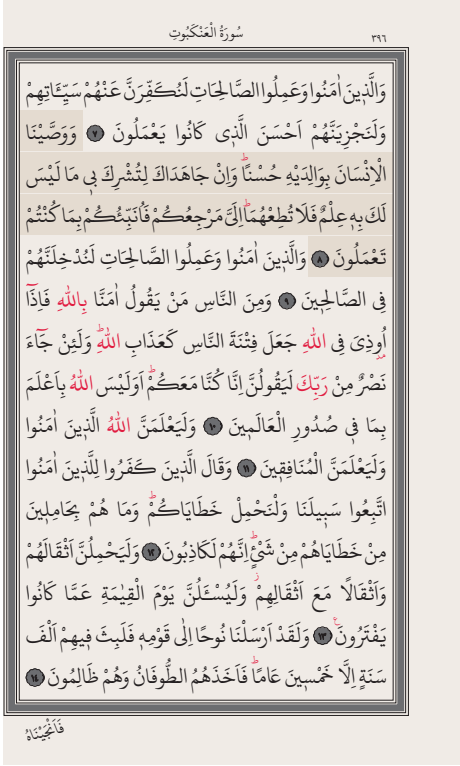 سُورَةُ الْعَنْكَبُوتِ
٣٩٦
وَالَّذ۪ينَ اٰمَنُوا وَعَمِلُوا الصَّالِحَاتِ لَنُكَفِّرَنَّ عَنْهُمْ سَيِّـَٔاتِهِمْ
وَلَنَجْزِيَنَّهُمْ اَحْسَنَ الَّذ۪ى كَانُوا يَعْمَلُونَ ٧ وَوَصَّيْنَا
الْاِنْسَانَ بِوَالِدَيْهِ حُسْنًاۜ وَاِنْ جَاهَدَاكَ لِتُشْرِكَ ب۪ى مَا لَيْسَ
لَكَ بِه۪ عِلْمٌ فَلَا تُطِعْهُمَاۜ اِلَىَّ مَرْجِعُكُمْ فَاُنَبِّئُكُمْ بِمَا كُنْتُمْ
تَعْمَلُونَ ٨ وَالَّذ۪ينَ اٰمَنُوا وَعَمِلُوا الصَّالِحَاتِ لَنُدْخِلَنَّهُمْ
فِى الصَّالِح۪ينَ ٩ وَمِنَ النَّاسِ مَنْ يَقُولُ اٰمَنَّا بِاللّٰهِ فَاِذَٓا
اُو۫ذِىَ فِى اللّٰهِ جَعَلَ فِتْنَةَ النَّاسِ كَعَذَابِ اللّٰهِۜ وَلَئِنْ جَٓاءَ
نَصْرٌ مِنْ رَبِّكَ لَيَقُولُنَّ اِنَّا كُنَّا مَعَكُمْۜ اَوَلَيْسَ اللّٰهُ بِاَعْلَمَ
بِمَا ف۪ى صُدُورِ الْعَالَم۪ينَ ١٠ وَلَيَعْلَمَنَّ اللّٰهُ الَّذ۪ينَ اٰمَنُوا
وَلَيَعْلَمَنَّ الْمُنَافِق۪ينَ ١١ وَقَالَ الَّذ۪ينَ كَفَرُوا لِلَّذ۪ينَ اٰمَنُوا
اتَّبِعُوا سَب۪يلَنَا وَلْنَحْمِلْ خَطَايَاكُمْۜ وَمَا هُمْ بِحَامِل۪ينَ
مِنْ خَطَايَاهُمْ مِنْ شَىْءٍۜ اِنَّهُمْ لَكَاذِبُونَ ١٢ وَلَيَحْمِلُنَّ اَثْقَالَهُمْ
وَاَثْقَالًا مَعَ اَثْقَالِهِمْۘ وَلَيُسْـَٔلُنَّ يَوْمَ الْقِيٰمَةِ عَمَّا كَانُوا
يَفْتَرُونَ۟ ١٣ وَلَقَدْ اَرْسَلْنَا نُوحًا اِلٰى قَوْمِه۪ فَلَبِثَ ف۪يهِمْ اَلْفَ
سَنَةٍ اِلَّا خَمْس۪ينَ عَامًاۜ فَاَخَذَهُمُ الطُّوفَانُ وَهُمْ ظَالِمُونَ ١٤
فَاَنْجَيْنَاهُ